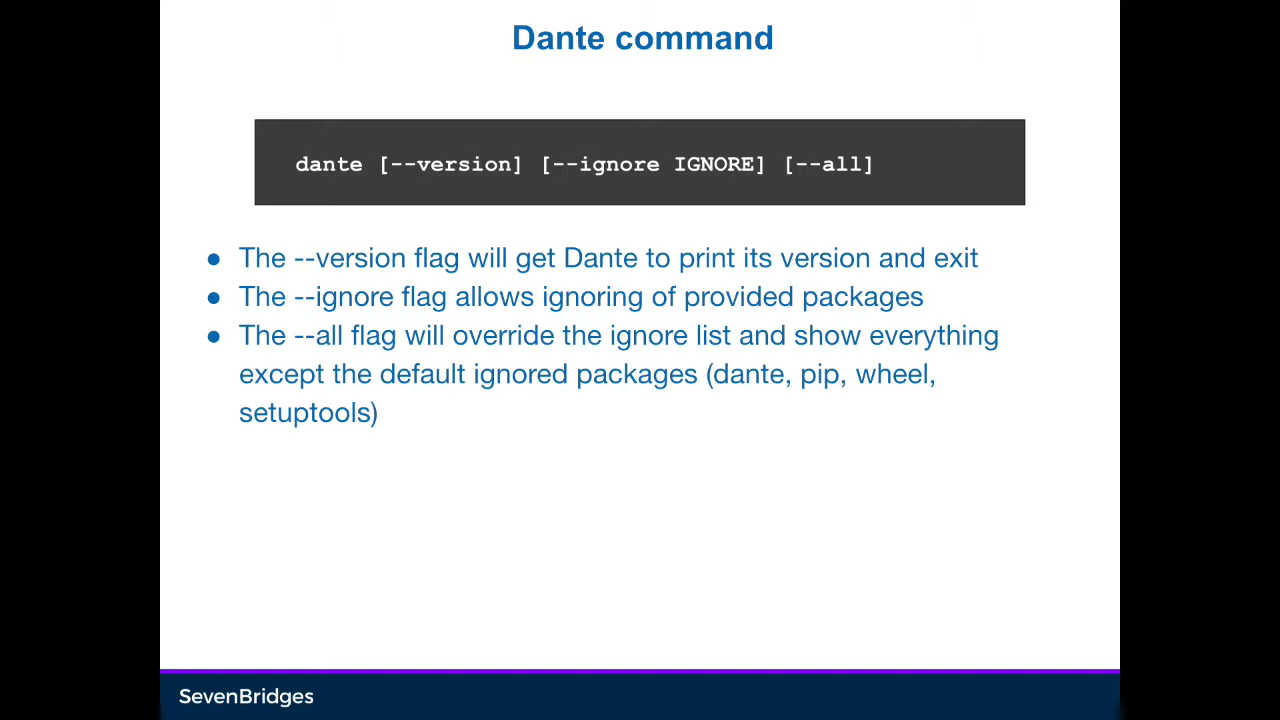 Dante command
dante [--version] [--ignore IGNORE] [--all]
● The --version flag will get Dante to print its version and exit
● The --ignore flag allows ignoring of provided packages
● The --all flag will override the ignore list and show everything
except the default ignored packages (dante, pip, wheel,
setuptools)
SevenBridges